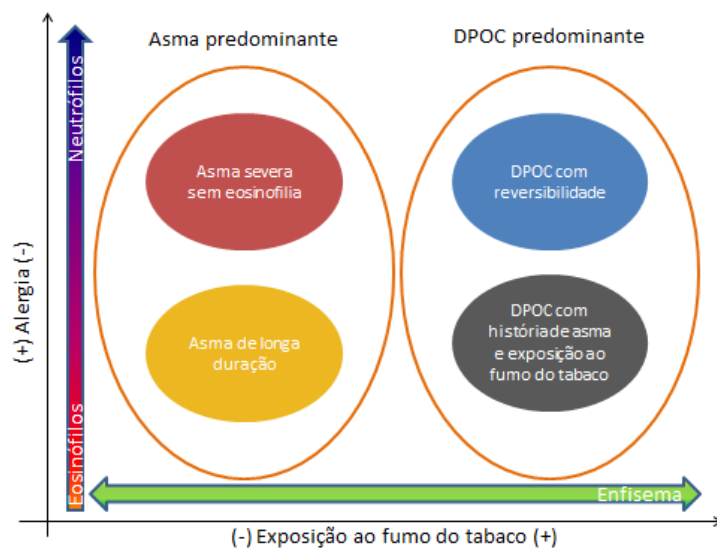 Asma predominante
DPOC predominante
Neutrófilos
Asma severa
sem eosinofilia
DPOC com
reversibilidade
(+) Alergia (-)
Asma de longa
duração
DPOC com
história de asma
e exposição ao
fumo do tabaco
Eosinófilos
Enfisema
(-) Exposição ao fumo do tabaco (+)